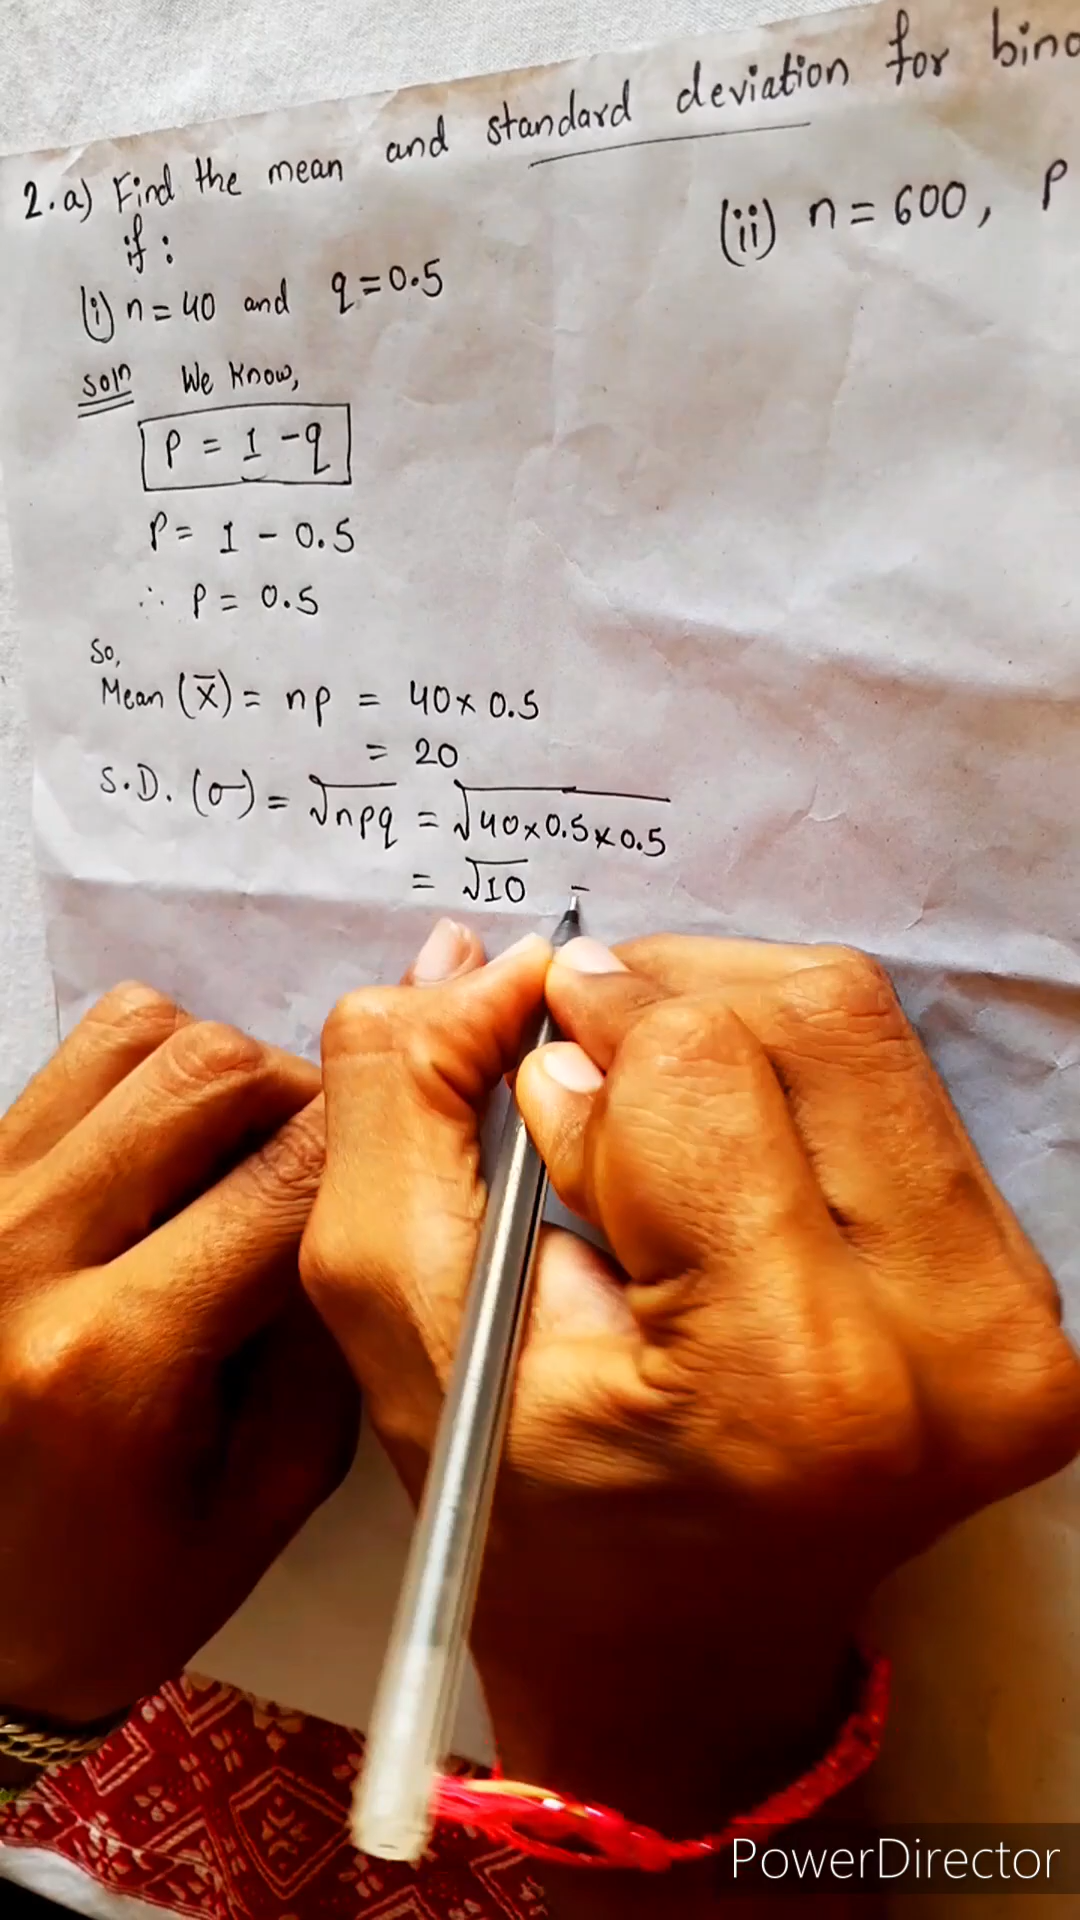 2.a) Find the mean and standard deviation for bino
if :
(i) n = 40 and q = 0.5
(ii) n = 600, P
Soln We Know,
P = 1 - q
P = 1 - 0.5
∴ P = 0.5
So,
Mean (x̄) = np = 40 × 0.5
= 20
S.D. (σ) = √npq = √40×0.5×0.5
= √10 -
PowerDirector